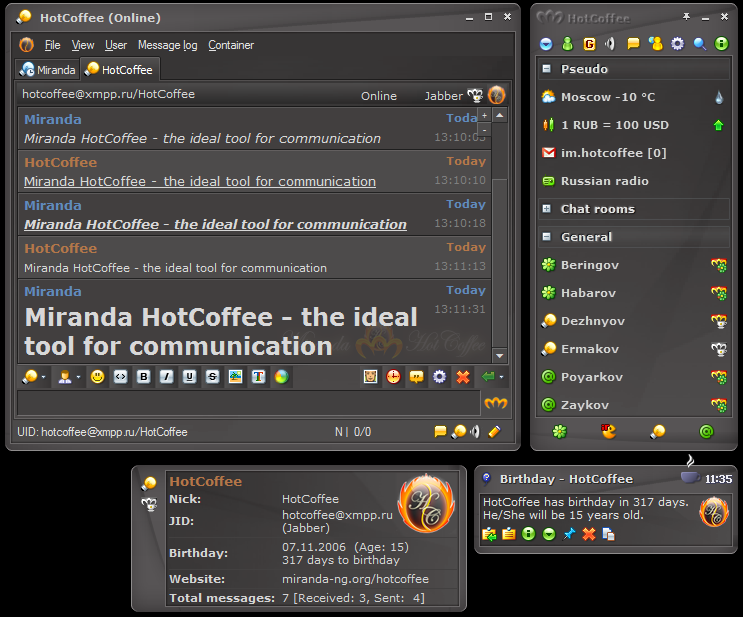 HotCoffee (Online)
File View User Message log Container
Miranda HotCoffee
hotcoffee@xmpp.ru/HotCoffee Online Jabber
Miranda Today
Miranda HotCoffee - the ideal tool for communication 13:10:03
HotCoffee Today
Miranda HotCoffee - the ideal tool for communication 13:10:10
Miranda Today
Miranda HotCoffee - the ideal tool for communication 13:10:18
HotCoffee Today
Miranda HotCoffee - the ideal tool for communication 13:11:13
Miranda Today
Miranda HotCoffee - the ideal 13:11:31
tool for communication
Miranda HotCoffee
UID: hotcoffee@xmpp.ru/HotCoffee N | 0/0
HotCoffee
Pseudo
Moscow -10 °C
1 RUB = 100 USD
im.hotcoffee [0]
Russian radio
Chat rooms
General
Beringov
Habarov
Dezhnyov
Ermakov
Poyarkov
Zaykov
HotCoffee
Nick: HotCoffee
JID: hotcoffee@xmpp.ru
(Jabber)
Birthday: 07.11.2006 (Age: 15)
317 days to birthday
Website: miranda-ng.org/hotcoffee
Total messages: 7 [Received: 3, Sent: 4]
Birthday - HotCoffee 11:35
HotCoffee has birthday in 317 days.
He/She will be 15 years old.